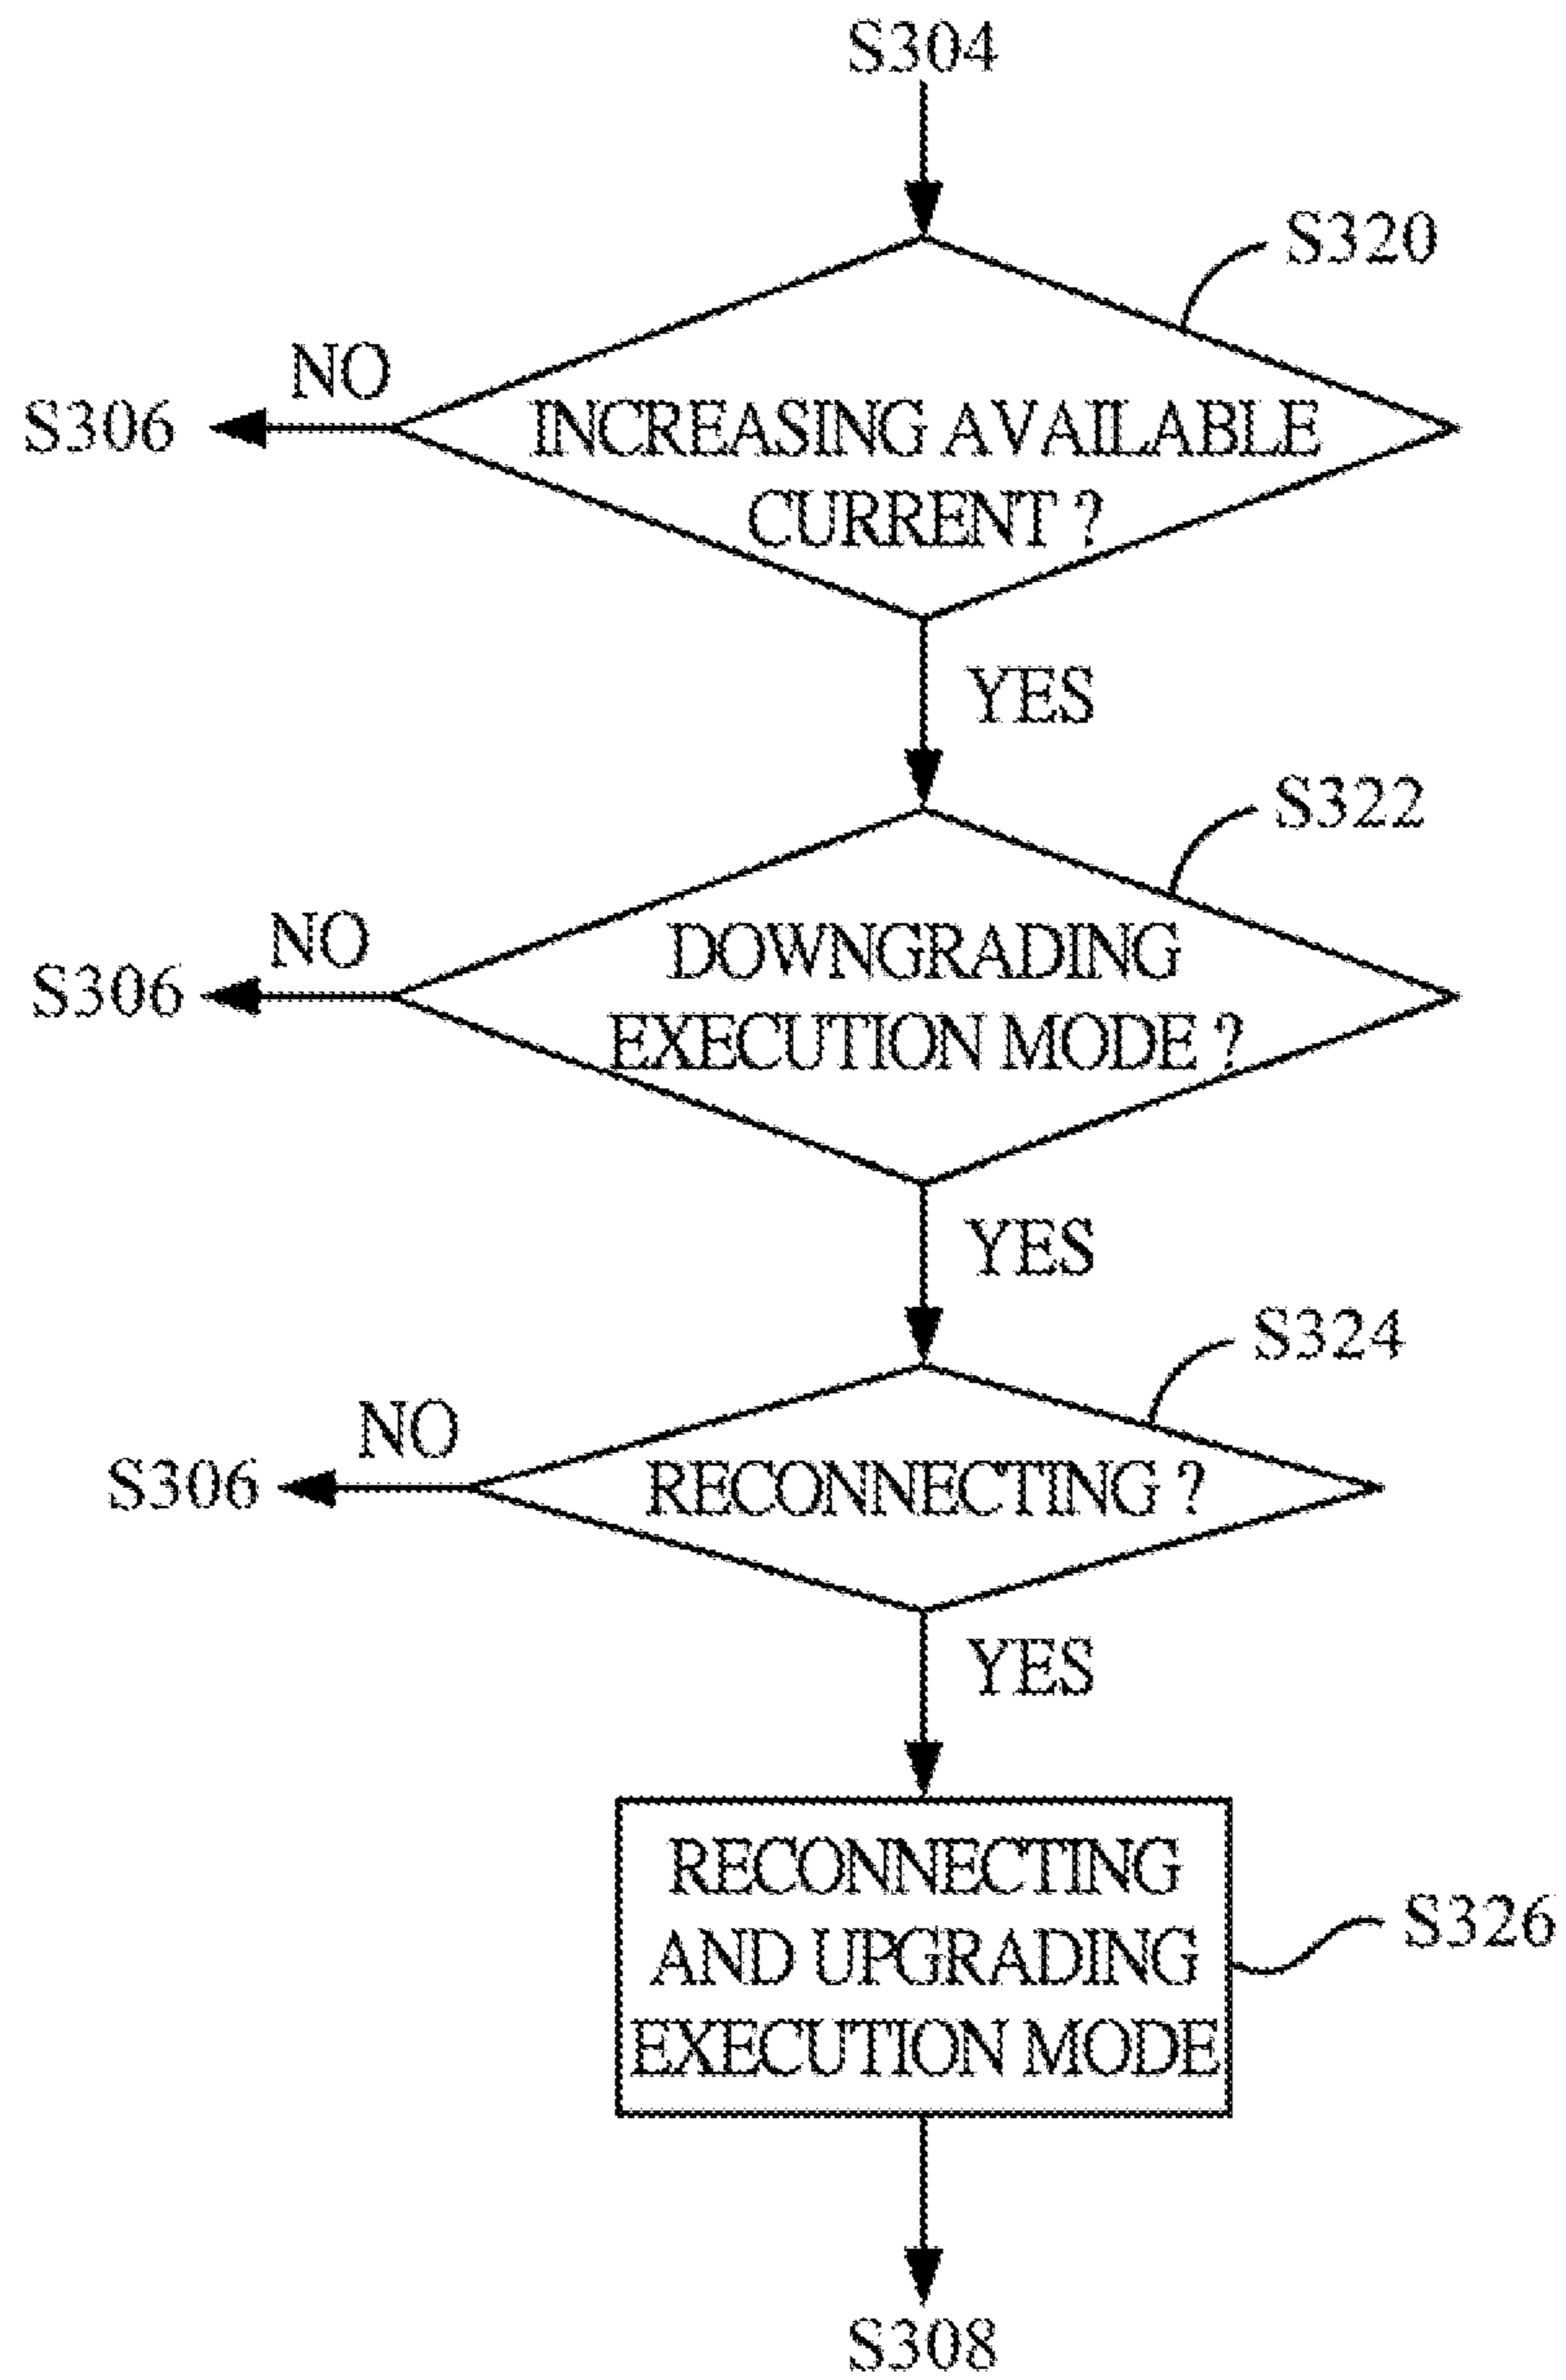 S304
S320
NO
S306
INCREASING AVAILABLE
CURRENT ?
YES
S322
NO
S306
DOWNGRADING
EXECUTION MODE ?
YES
S324
NO
S306
RECONNECTING ?
YES
RECONNECTING
AND UPGRADING
EXECUTION MODE
S326
S308